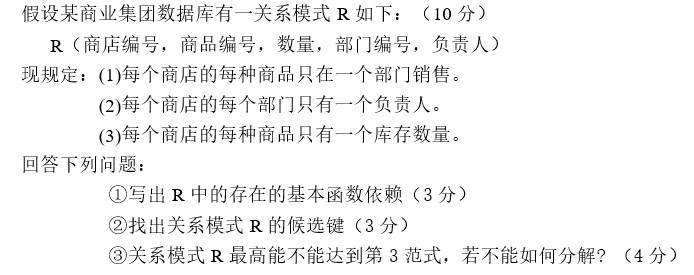 假设某商业集团数据库有一关系模式 R 如下：（10 分）
R（商店编号，商品编号，数量，部门编号，负责人）
现规定：(1)每个商店的每种商品只在一个部门销售。
(2)每个商店的每个部门只有一个负责人。
(3)每个商店的每种商品只有一个库存数量。
回答下列问题：
①写出 R 中的存在的基本函数依赖（3 分）
②找出关系模式 R 的候选键（3 分）
③关系模式 R 最高能不能达到第 3 范式，若不能如何分解? （4 分）